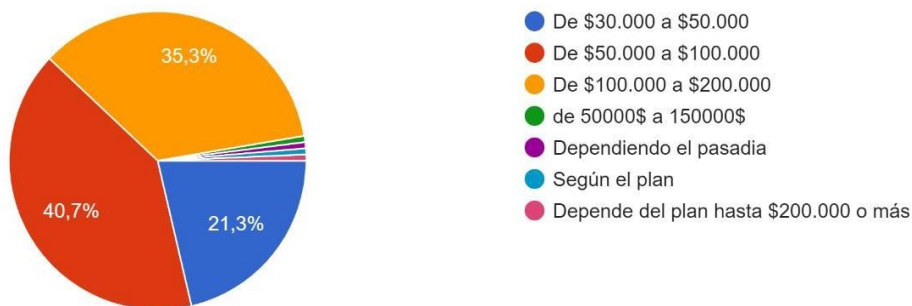 35,3%
40,7%
21,3%
De $30.000 a $50.000
De $50.000 a $100.000
De $100.000 a $200.000
de 50000$ a 150000$
Dependiendo el pasadia
Según el plan
Depende del plan hasta $200.000 o más